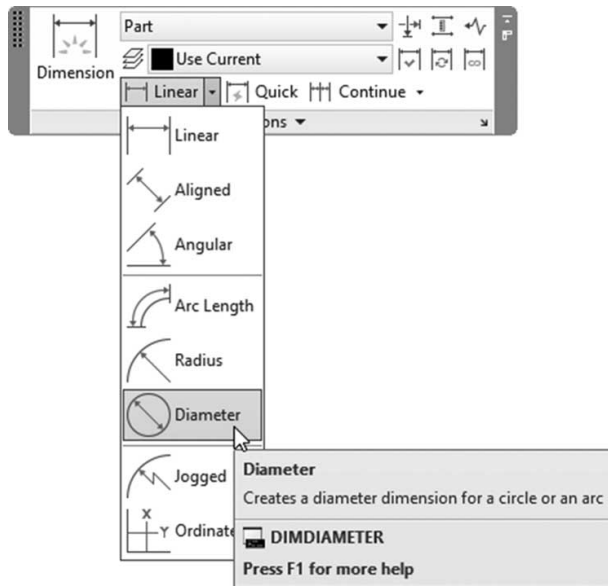 Part
Dimension
Use Current
Linear Quick Continue
ons
Linear
Aligned
Angular
Arc Length
Radius
Diameter
Jogged
X
Y Ordinate
Diameter
Creates a diameter dimension for a circle or an arc
DIMDIAMETER
Press F1 for more help